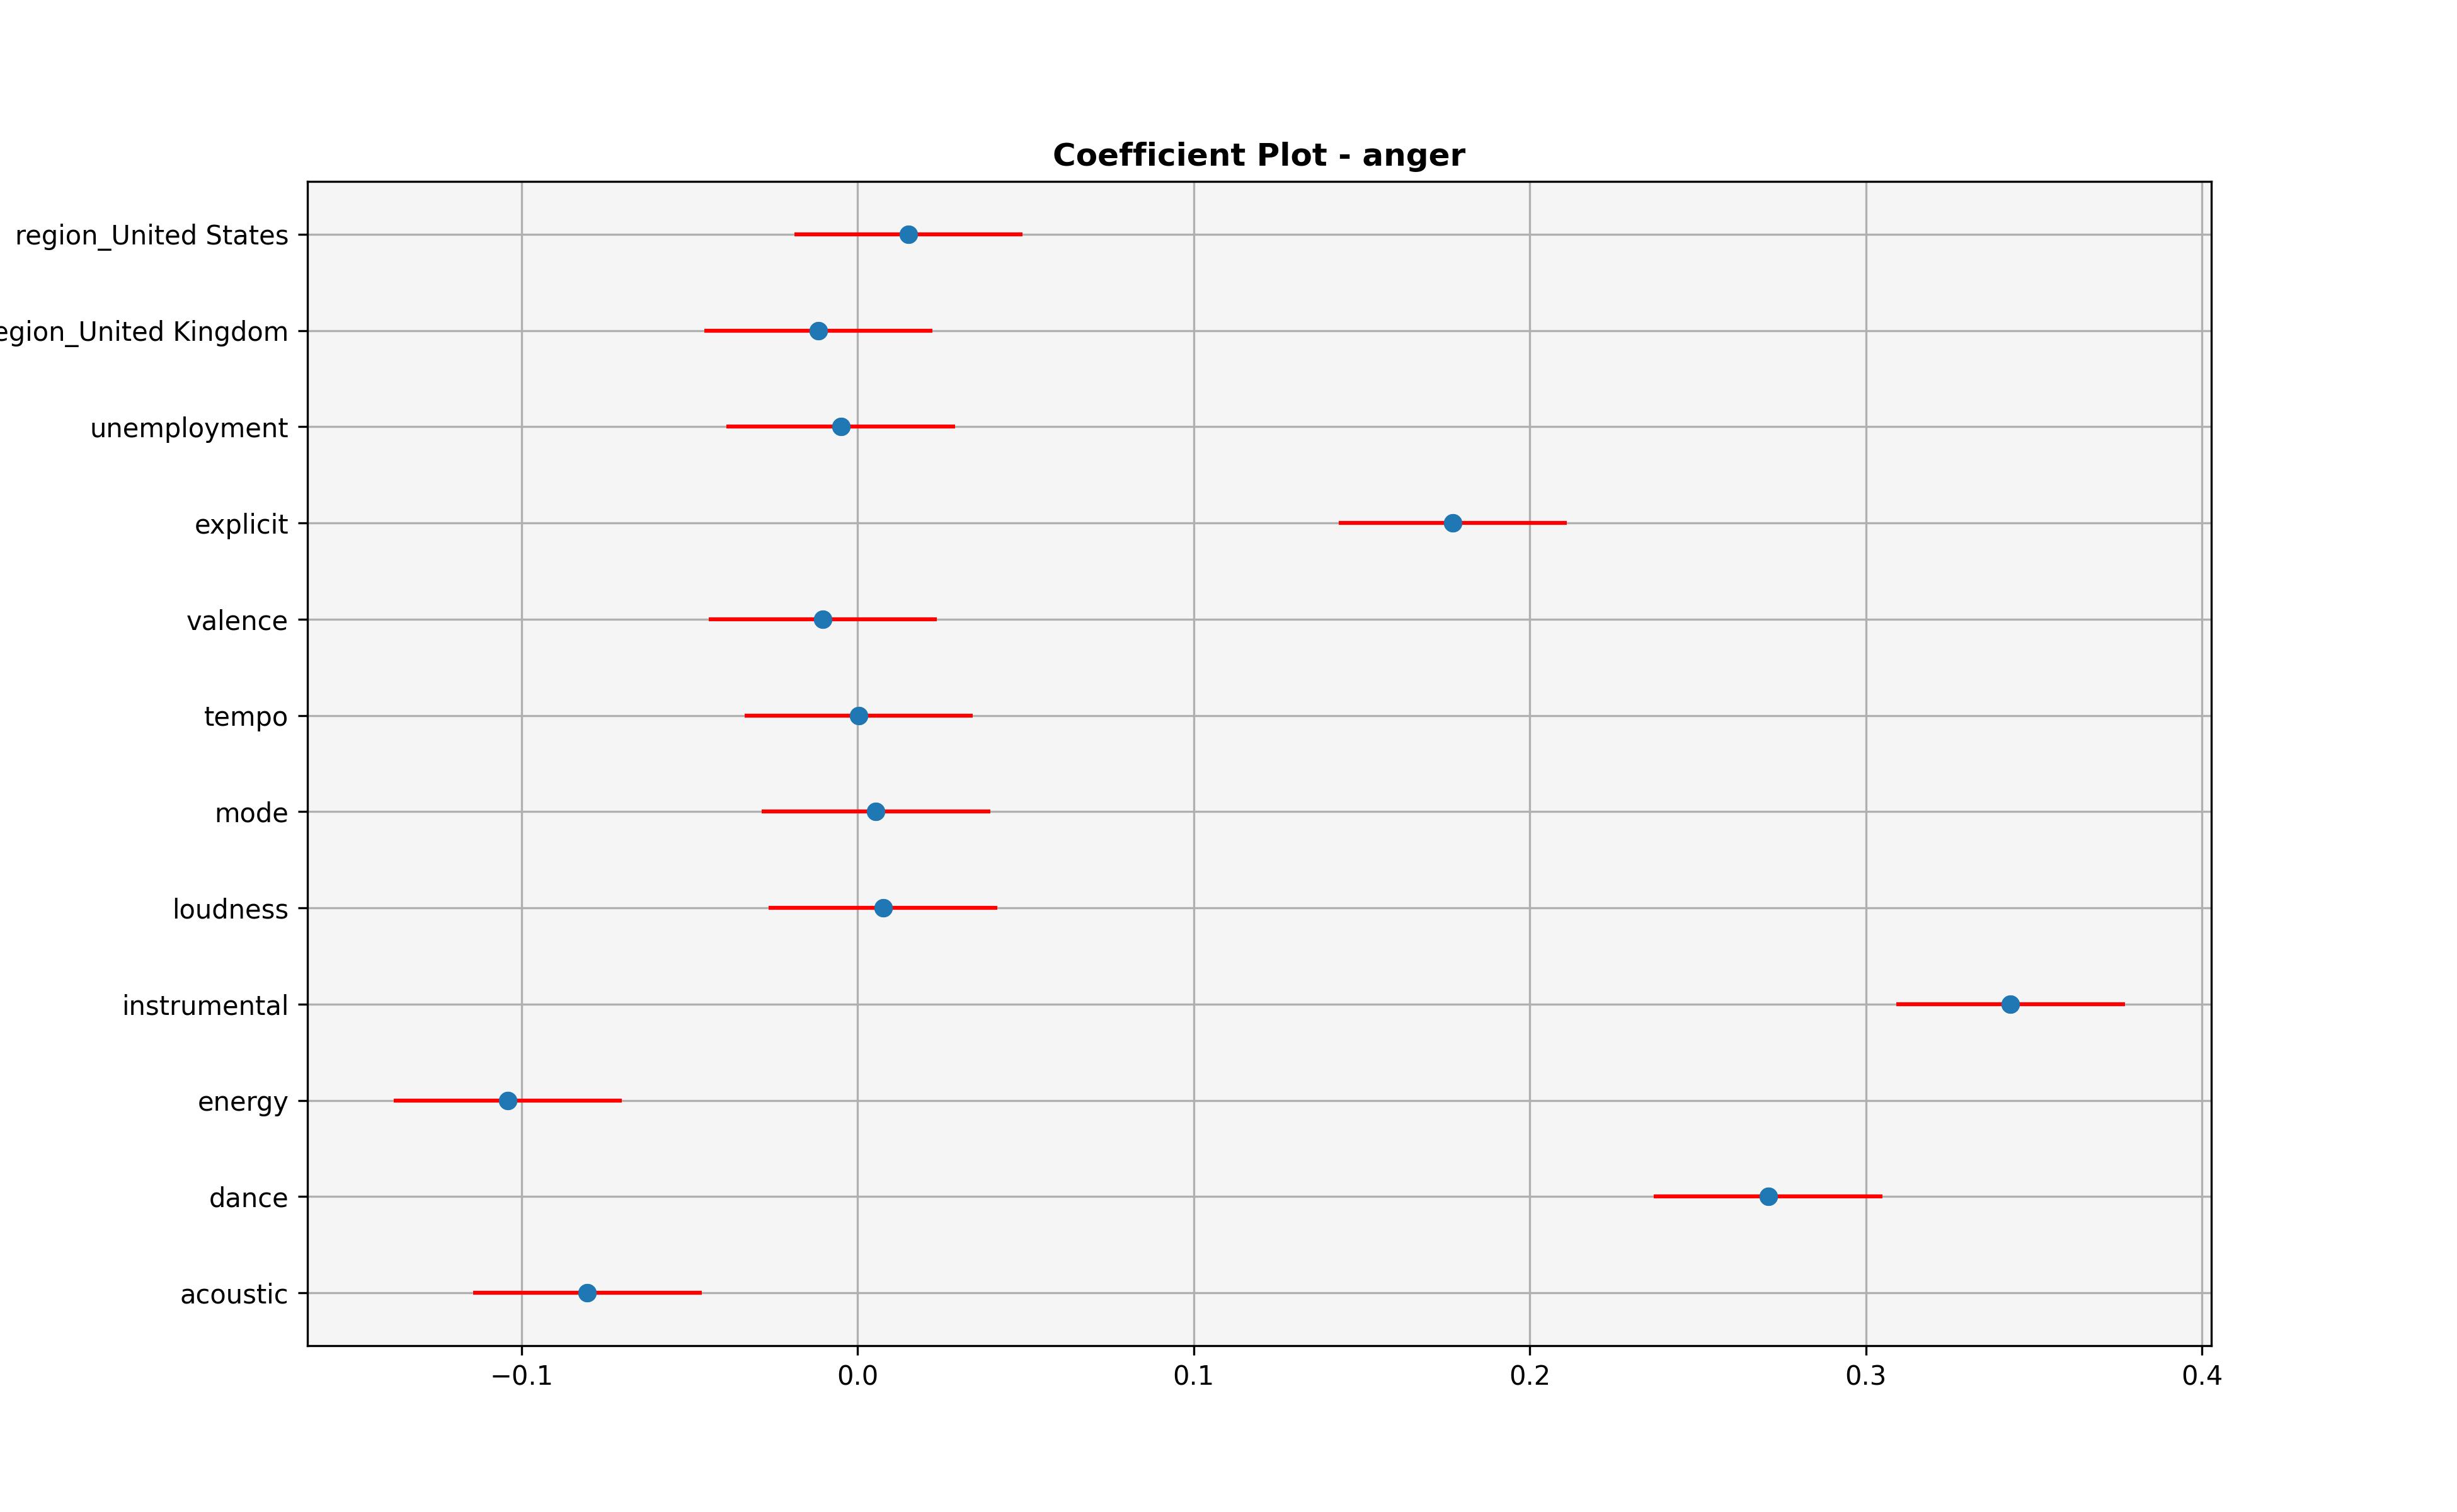 Coefficient Plot - anger
region_United States
egion_United Kingdom
unemployment
explicit
valence
tempo
mode
loudness
instrumental
energy
dance
acoustic
−0.1 0.0 0.1 0.2 0.3 0.4